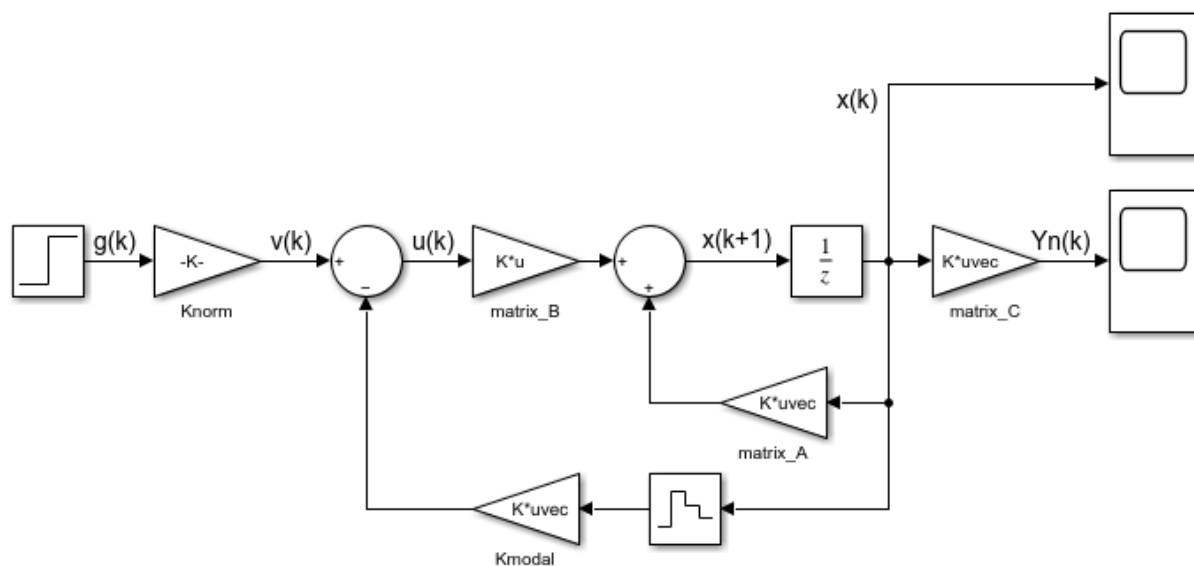 x(k)
g(k)
-K-
Knorm
v(k)
+
−
u(k)
K*u
matrix_B
+
+
x(k+1)
1
z
K*uvec
matrix_C
Yn(k)
K*uvec
matrix_A
K*uvec
Kmodal